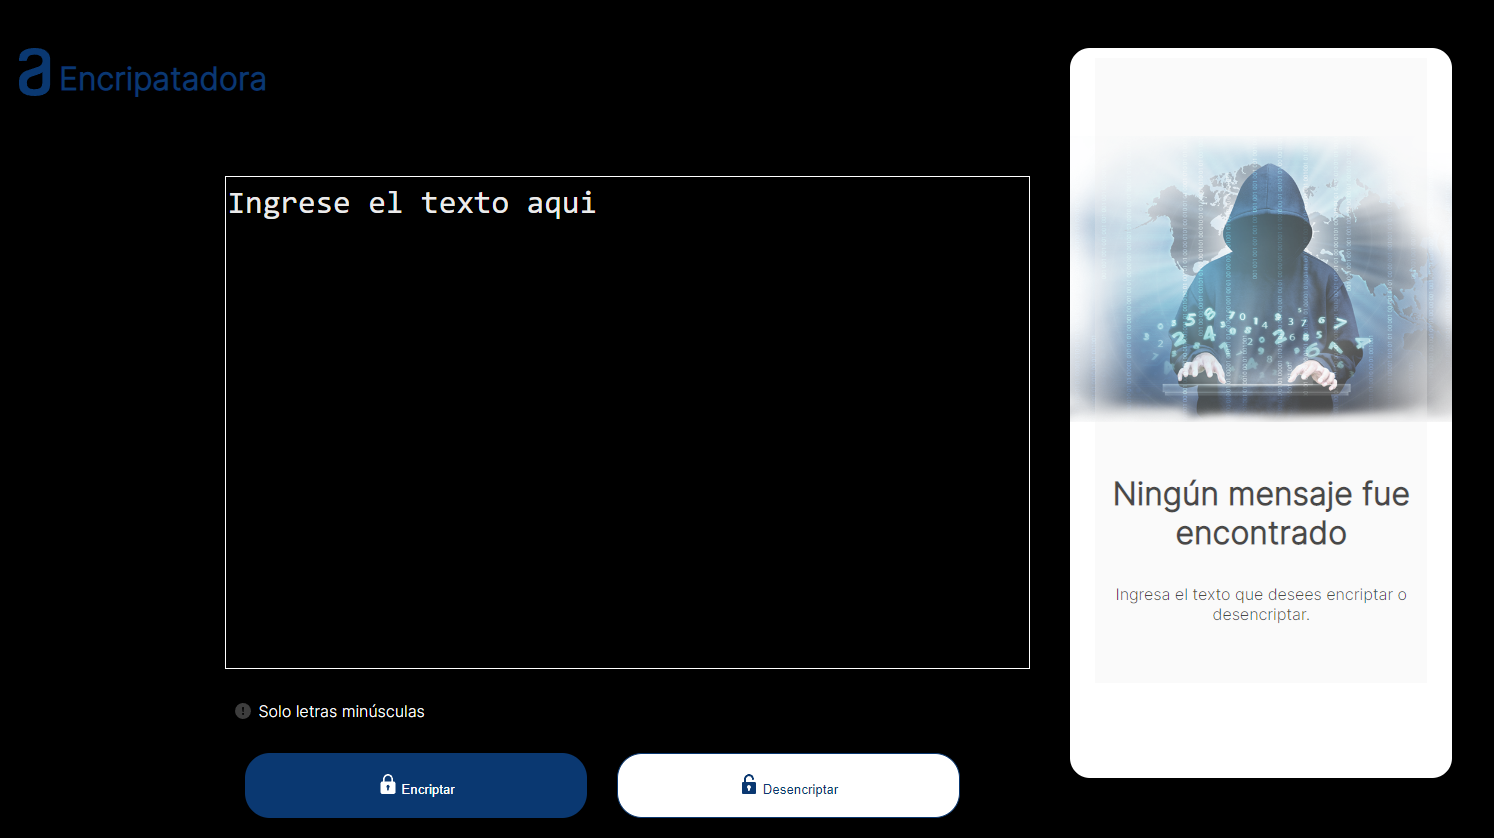 a Encripatadora
Ingrese el texto aqui
Solo letras minúsculas
Encriptar
Desencriptar
Ningún mensaje fue
encontrado
Ingresa el texto que desees encriptar o
desencriptar.